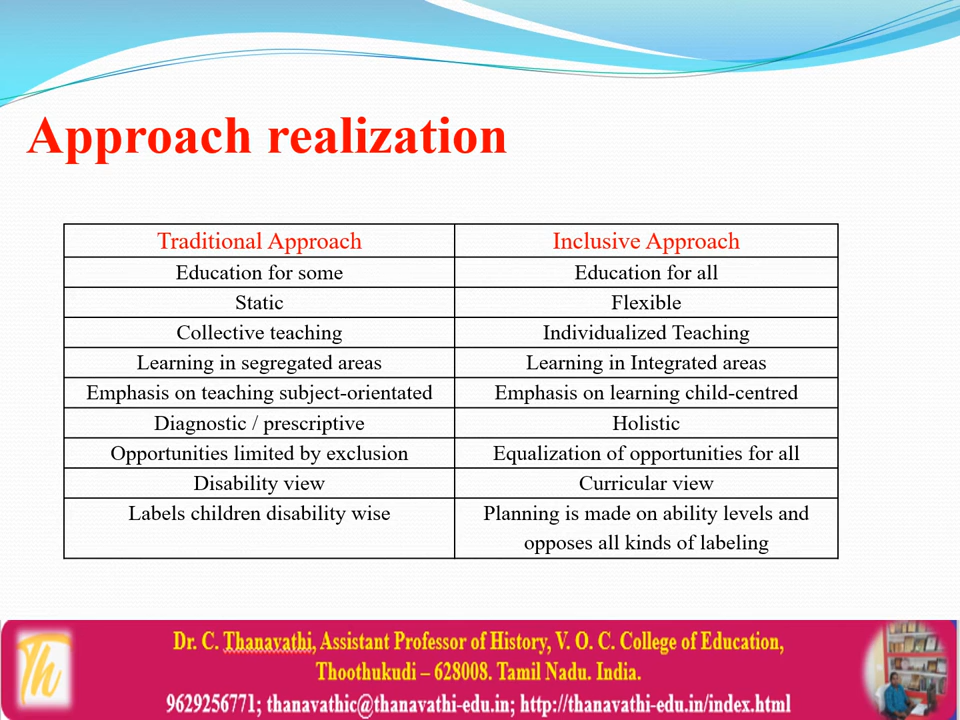 Approach realization
Traditional Approach Inclusive Approach
Education for some Education for all
Static Flexible
Collective teaching Individualized Teaching
Learning in segregated areas Learning in Integrated areas
Emphasis on teaching subject-orientated Emphasis on learning child-centred
Diagnostic / prescriptive Holistic
Opportunities limited by exclusion Equalization of opportunities for all
Disability view Curricular view
Labels children disability wise Planning is made on ability levels and
opposes all kinds of labeling
Th
Dr. C. Thanavathi, Assistant Professor of History, V. O. C. College of Education,
Thoothukudi – 628008. Tamil Nadu. India.
9629256771; thanavathic@thanavathi-edu.in; http://thanavathi-edu.in/index.html